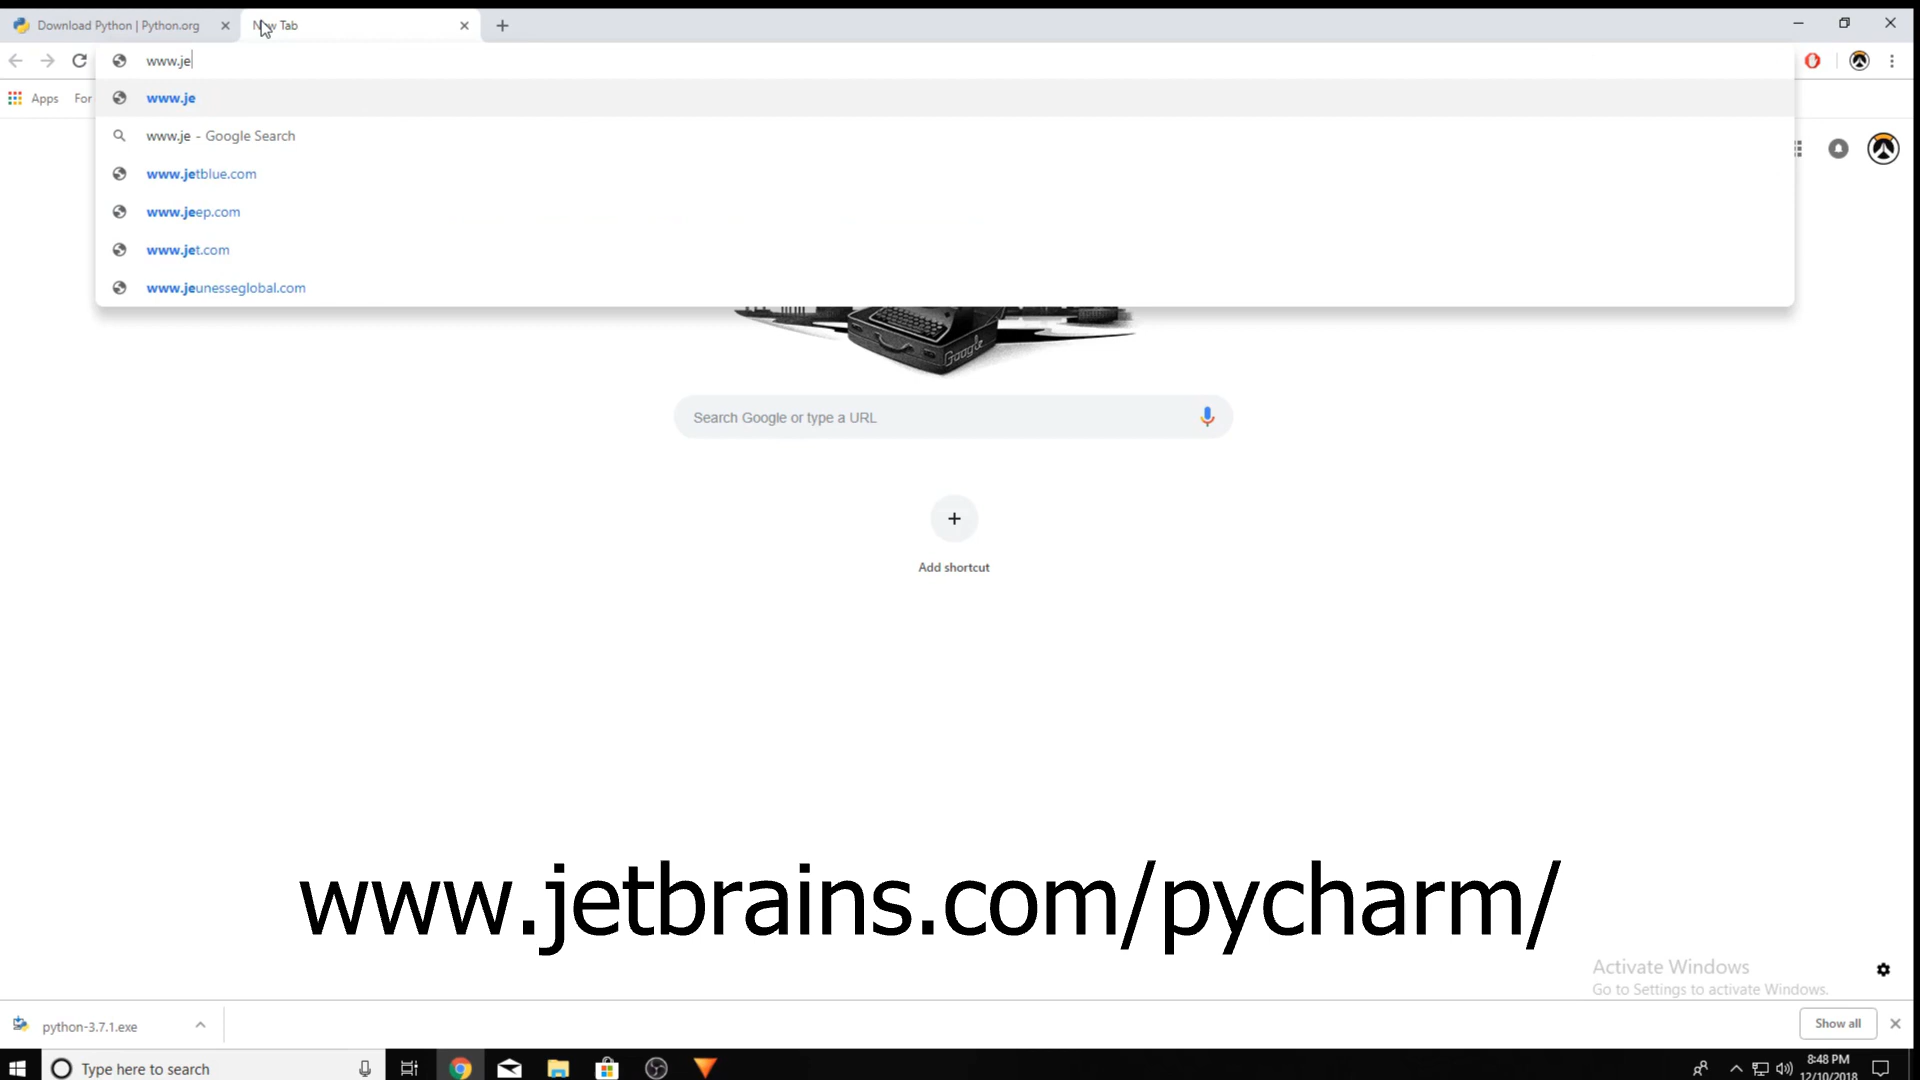 Download Python | Python.org
New Tab
www.je
Apps
For
www.je
www.je - Google Search
www.jetblue.com
www.jeep.com
www.jet.com
www.jeunesseglobal.com
Google
Search Google or type a URL
Add shortcut
www.jetbrains.com/pycharm/
Activate Windows
Go to Settings to activate Windows.
python-3.7.1.exe
Show all
Type here to search
8:48 PM
12/10/2018